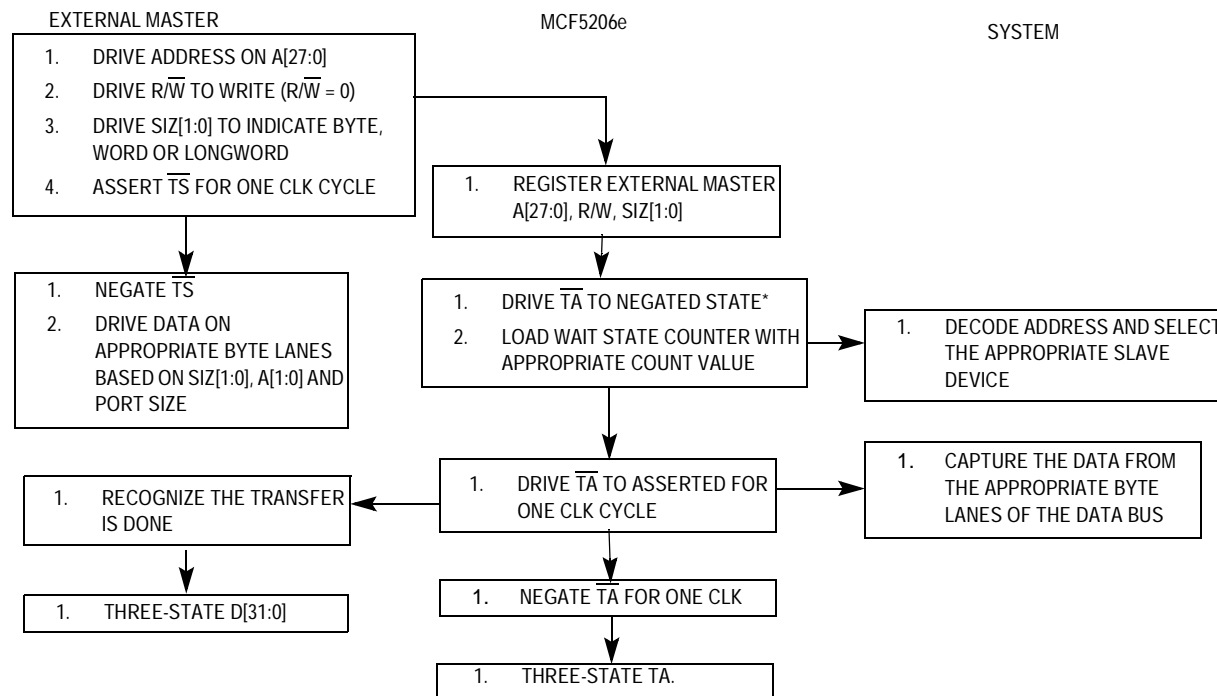 EXTERNAL MASTER
MCF5206e
SYSTEM
1. DRIVE ADDRESS ON A[27:0]
2. DRIVE R/W̅ TO WRITE (R/W̅ = 0)
3. DRIVE SIZ[1:0] TO INDICATE BYTE,
WORD OR LONGWORD
4. ASSERT T̅S̅ FOR ONE CLK CYCLE
1. REGISTER EXTERNAL MASTER
A[27:0], R/W, SIZ[1:0]
1. NEGATE T̅S̅
2. DRIVE DATA ON
APPROPRIATE BYTE LANES
BASED ON SIZ[1:0], A[1:0] AND
PORT SIZE
1. DRIVE T̅A̅ TO NEGATED STATE*
2. LOAD WAIT STATE COUNTER WITH
APPROPRIATE COUNT VALUE
1. DECODE ADDRESS AND SELECT
THE APPROPRIATE SLAVE
DEVICE
1. RECOGNIZE THE TRANSFER
IS DONE
1. DRIVE T̅A̅ TO ASSERTED FOR
ONE CLK CYCLE
1. CAPTURE THE DATA FROM
THE APPROPRIATE BYTE
LANES OF THE DATA BUS
1. THREE-STATE D[31:0]
1. NEGATE T̅A̅ FOR ONE CLK
1. THREE-STATE TA.